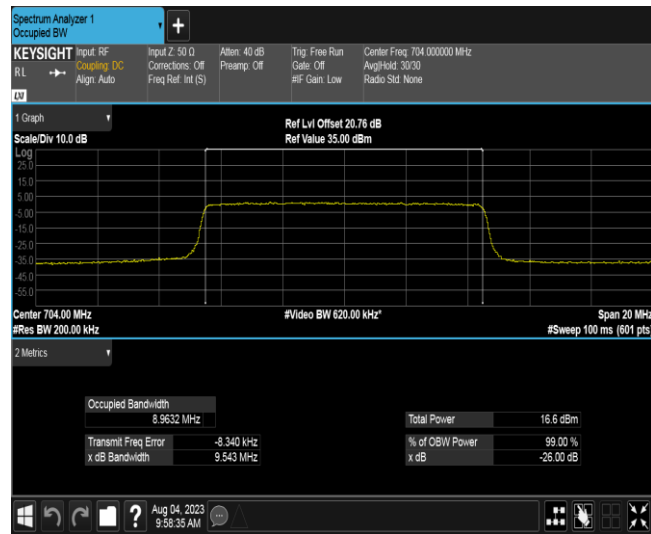 Spectrum Analyzer 1
Occupied BW
KEYSIGHT Input: RF Input Z: 50 Ω Atten: 40 dB Trig: Free Run Center Freq: 704.000000 MHz
RL Coupling: DC Corrections: Off Preamp: Off Gate: Off Avg|Hold: 30/30
Align: Auto Freq Ref: Int (S) #IF Gain: Low Radio Std: None
LXI
1 Graph Ref Lvl Offset 20.76 dB
Scale/Div 10.0 dB Ref Value 35.00 dBm
Log
25.0
15.0
5.00
-5.00
-15.0
-25.0
-35.0
-45.0
-55.0
Center 704.00 MHz #Video BW 620.00 kHz* Span 20 MHz
#Res BW 200.00 kHz #Sweep 100 ms (601 pts
2 Metrics
Occupied Bandwidth
8.9632 MHz Total Power 16.6 dBm
Transmit Freq Error -8.340 kHz % of OBW Power 99.00 %
x dB Bandwidth 9.543 MHz x dB -26.00 dB
? Aug 04, 2023
9:58:35 AM